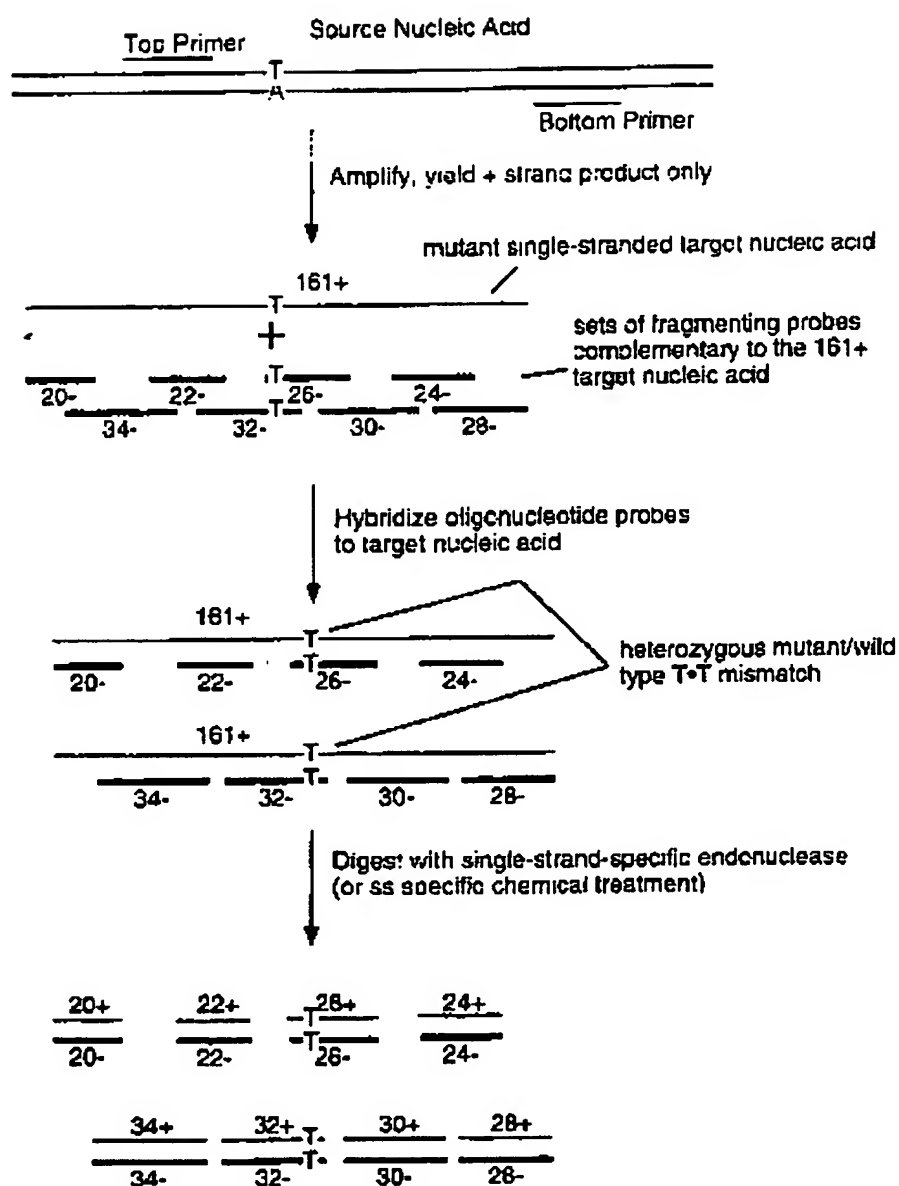 Source Nucleic Acid
Top Primer
T
A
Bottom Primer
Amplify, yield + strand product only
mutant single-stranded target nucleic acid
161+
T
+
sets of fragmenting probes
complementary to the 161+
target nucleic acid
T
20- 22- 26- 24-
T
34- 32- 30- 28-
Hybridize oligonucleotide probes
to target nucleic acid
161+
T
T
20- 22- 26- 24-
heterozygous mutant/wild
type T•T mismatch
161+
T
T
34- 32- 30- 28-
Digest with single-strand-specific endonuclease
(or ss specific chemical treatment)
20+ 22+ 26+ 24+
T
T
20- 22- 26- 24-
34+ 32+ 30+ 28+
T
T
34- 32- 30- 28-